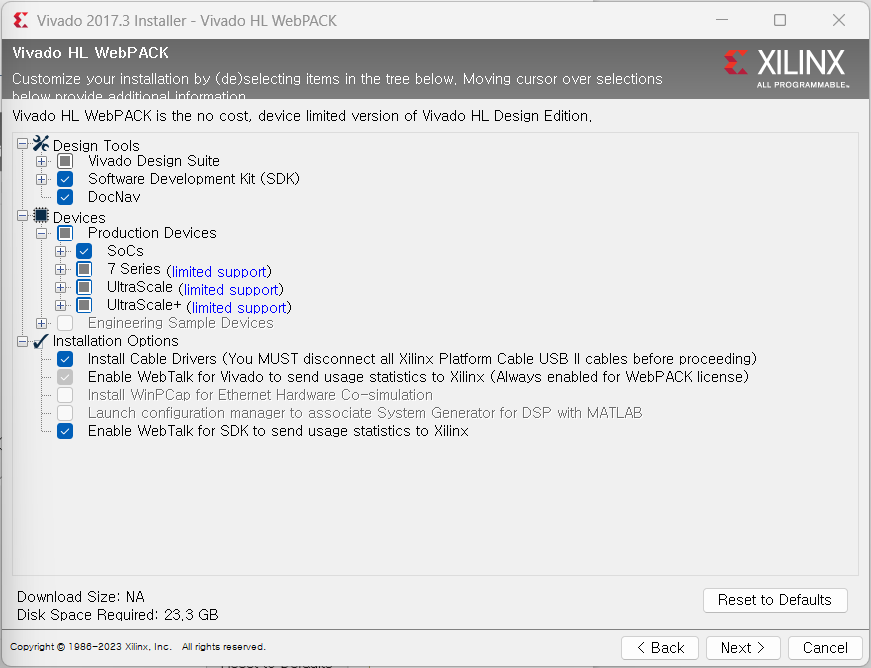 Vivado 2017.3 Installer - Vivado HL WebPACK
Vivado HL WebPACK
Customize your installation by (de)selecting items in the tree below. Moving cursor over selections
below provide additional information.
XILINX
ALL PROGRAMMABLE™
Vivado HL WebPACK is the no cost, device limited version of Vivado HL Design Edition.
Design Tools
Vivado Design Suite
Software Development Kit (SDK)
DocNav
Devices
Production Devices
SoCs
7 Series (limited support)
UltraScale (limited support)
UltraScale+ (limited support)
Engineering Sample Devices
Installation Options
Install Cable Drivers (You MUST disconnect all Xilinx Platform Cable USB II cables before proceeding)
Enable WebTalk for Vivado to send usage statistics to Xilinx (Always enabled for WebPACK license)
Install WinPCap for Ethernet Hardware Co-simulation
Launch configuration manager to associate System Generator for DSP with MATLAB
Enable WebTalk for SDK to send usage statistics to Xilinx
Download Size: NA
Disk Space Required: 23.3 GB
Reset to Defaults
Copyright © 1986-2023 Xilinx, Inc. All rights reserved.
< Back
Next >
Cancel
Reset to Defaults